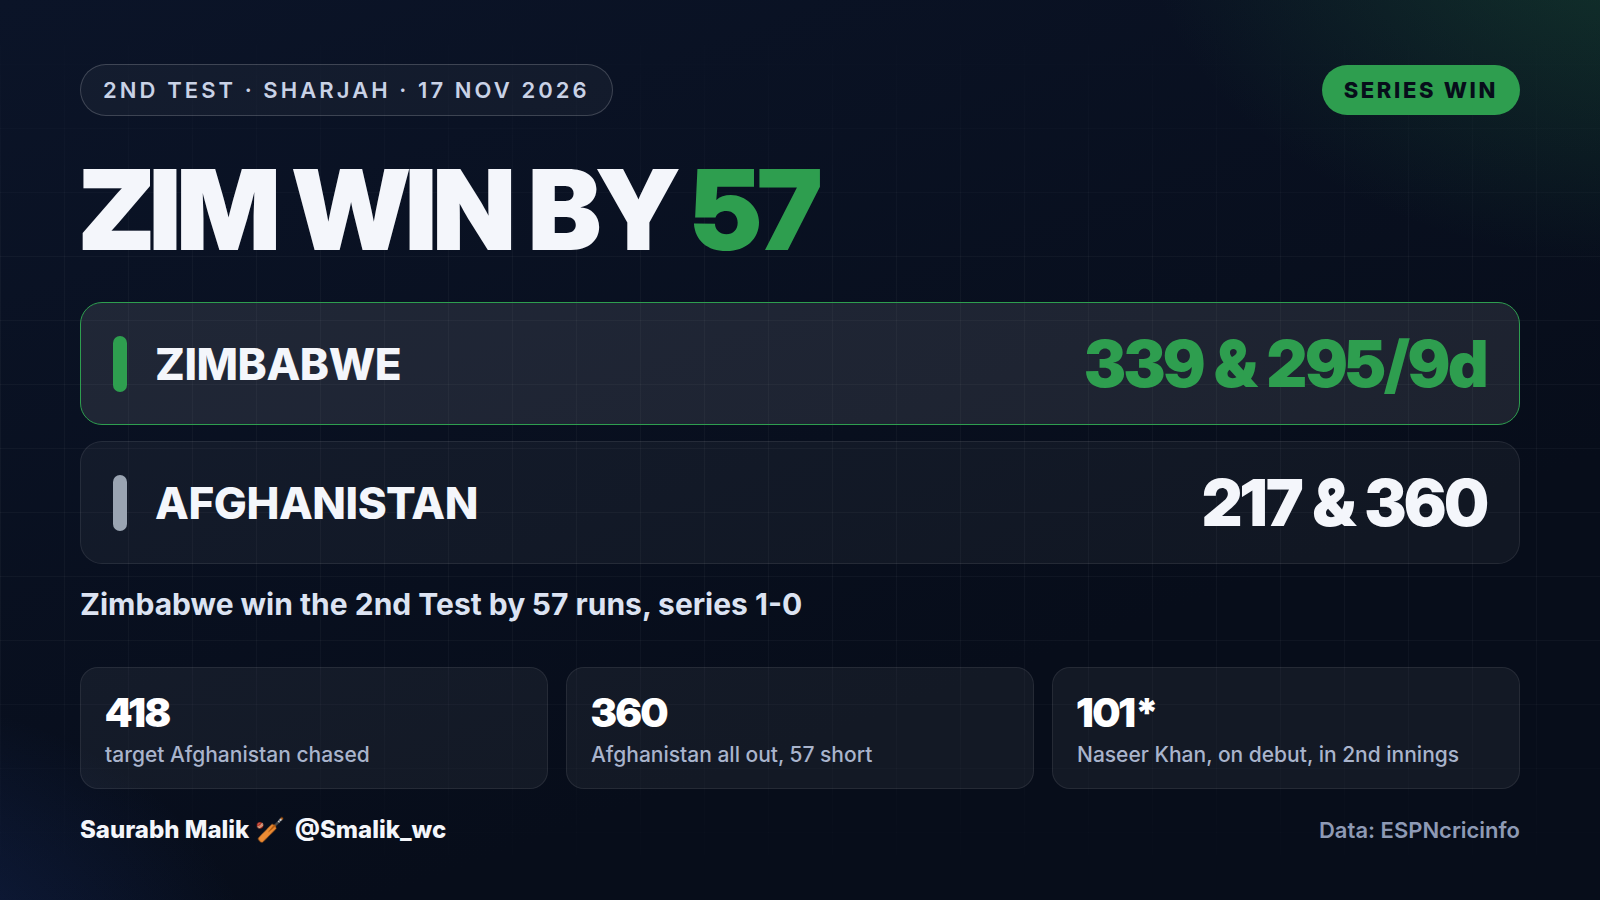 2ND TEST · SHARJAH · 17 NOV 2026
SERIES WIN
ZIM WIN BY 57
ZIMBABWE
339 & 295/9d
AFGHANISTAN
217 & 360
Zimbabwe win the 2nd Test by 57 runs, series 1-0
418
target Afghanistan chased
360
Afghanistan all out, 57 short
101*
Naseer Khan, on debut, in 2nd innings
Saurabh Malik 🏏 @Smalik_wc
Data: ESPNcricinfo